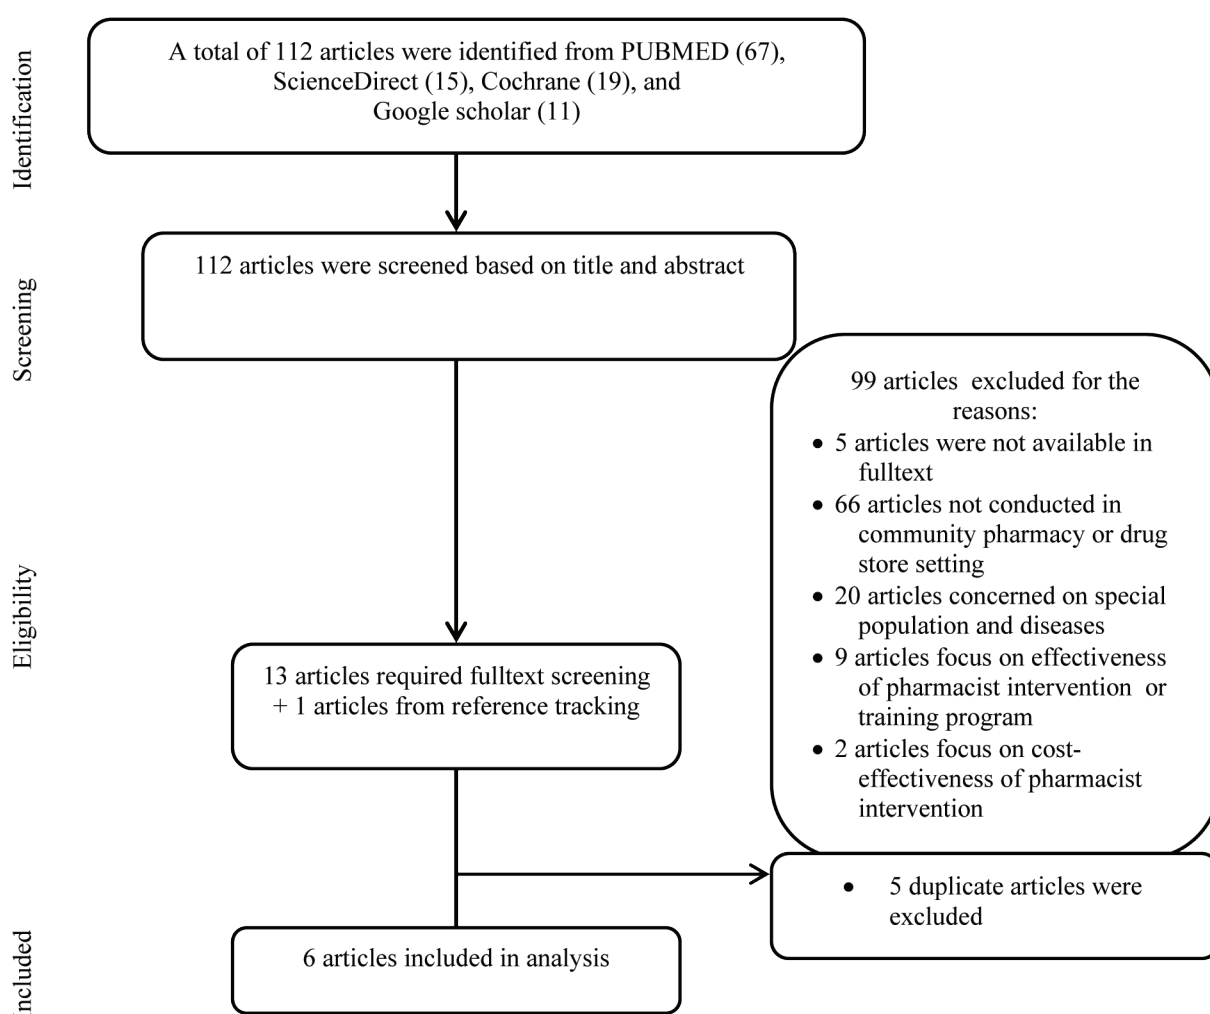 Identification
A total of 112 articles were identified from PUBMED (67),
ScienceDirect (15), Cochrane (19), and
Google scholar (11)
Screening
112 articles were screened based on title and abstract
99 articles excluded for the
reasons:
• 5 articles were not available in
fulltext
• 66 articles not conducted in
community pharmacy or drug
store setting
• 20 articles concerned on special
population and diseases
• 9 articles focus on effectiveness
of pharmacist intervention or
training program
• 2 articles focus on cost-
effectiveness of pharmacist
intervention
Eligibility
13 articles required fulltext screening
+ 1 articles from reference tracking
• 5 duplicate articles were
excluded
Included
6 articles included in analysis